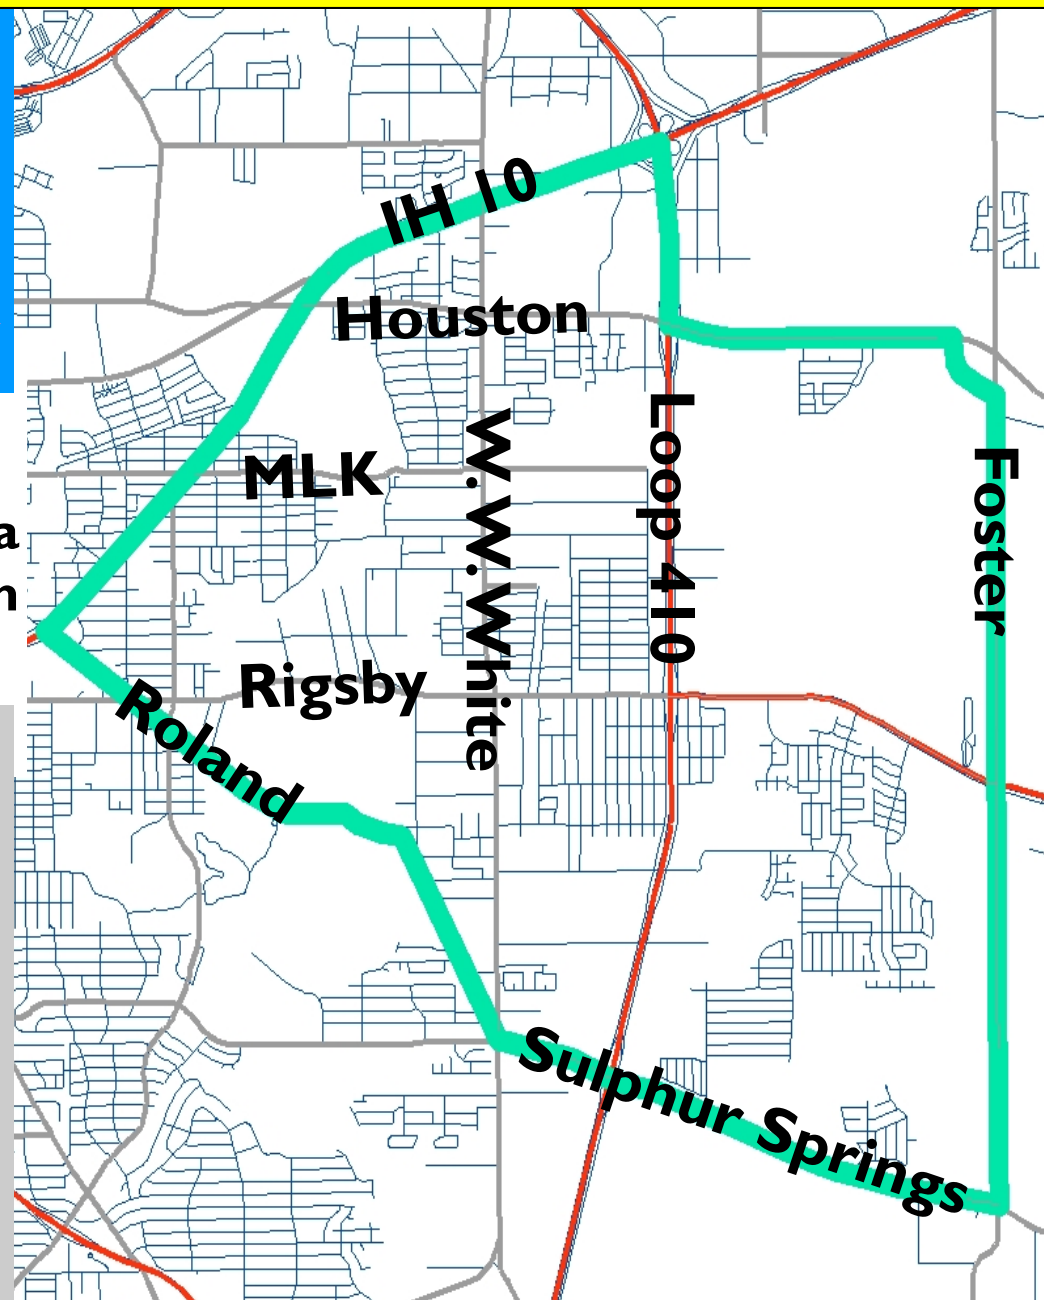 IH 10
Houston
MLK
W.W.White
Loop 410
Foster
a
n
Rigsby
Roland
Sulphur Springs